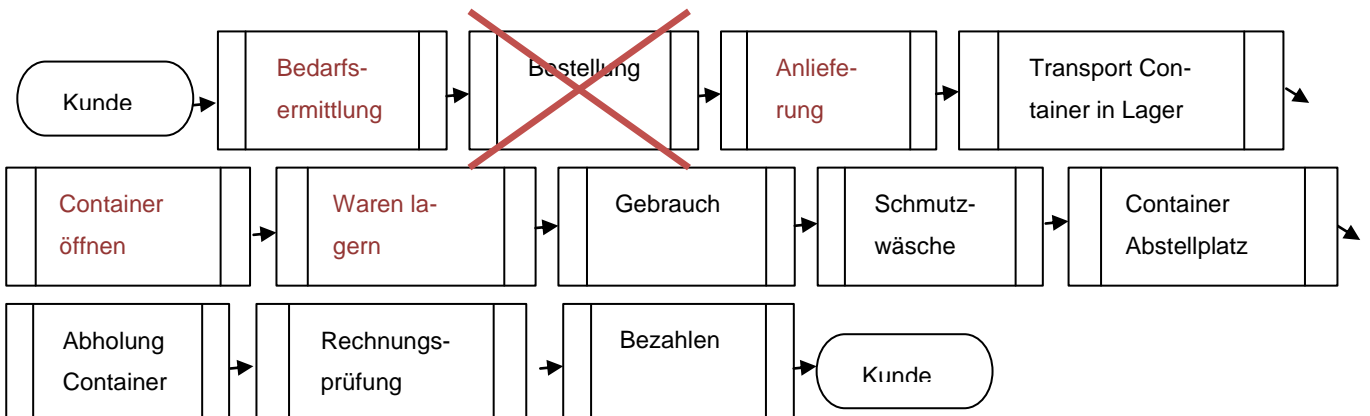 Kunde
Bedarfs-
ermittlung
Bestellung
Anliefe-
rung
Transport Con-
tainer in Lager
Container
öffnen
Waren la-
gern
Gebrauch
Schmutz-
wäsche
Container
Abstellplatz
Abholung
Container
Rechnungs-
prüfung
Bezahlen
Kunde